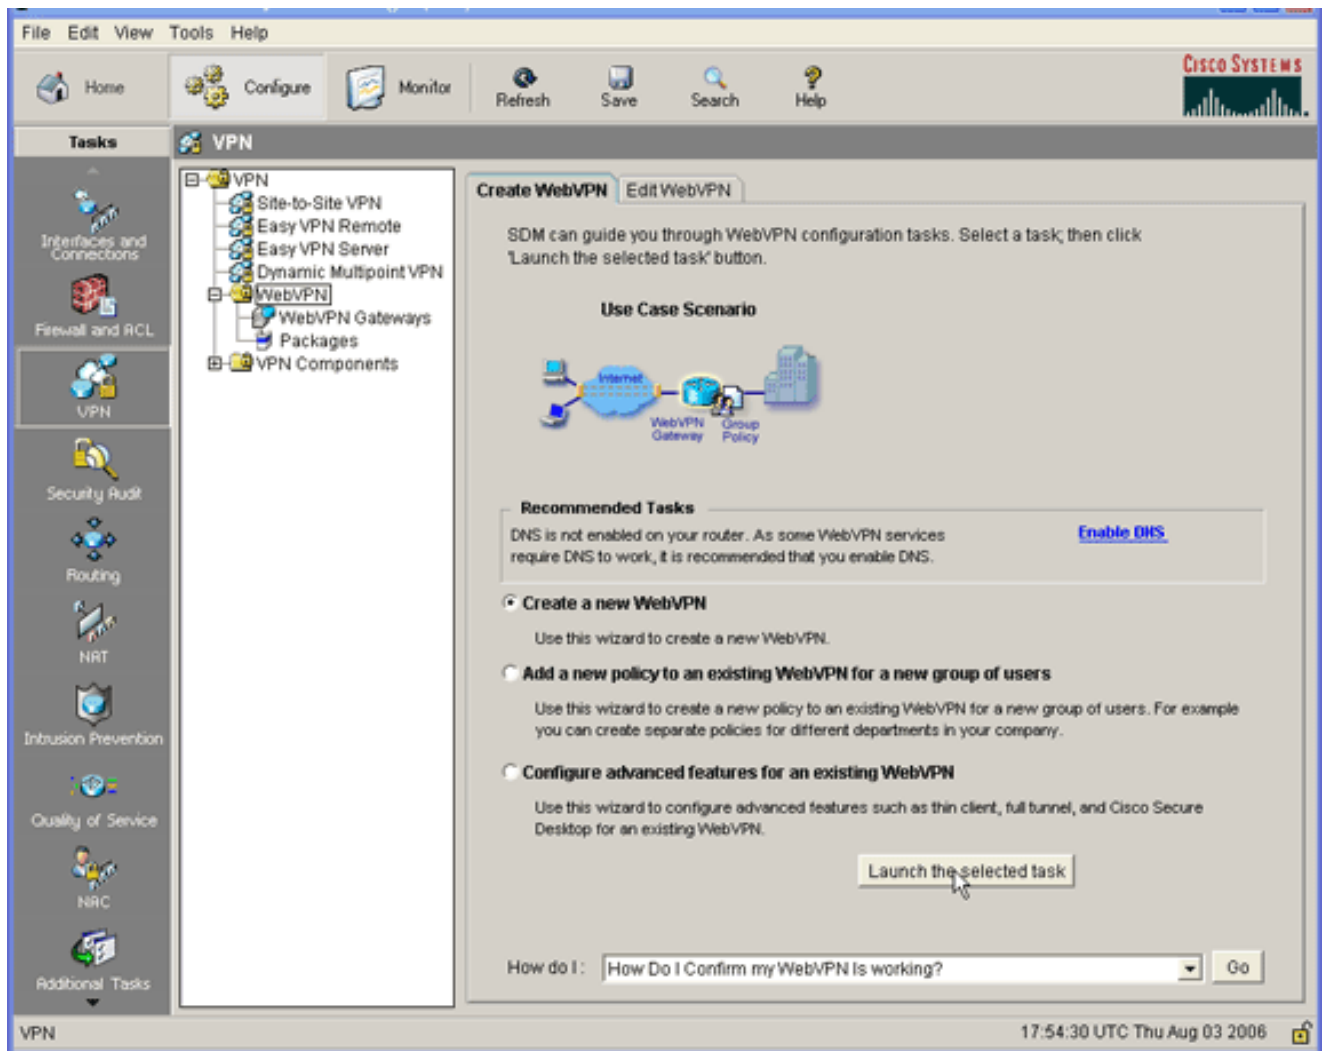 File Edit View Tools Help
Home Configure Monitor Refresh Save Search Help
CISCO SYSTEMS
Tasks
VPN
Interfaces and
Connections
Firewall and ACL
VPN
Security Audit
Routing
NAT
Intrusion Prevention
Quality of Service
NAC
Additional Tasks
VPN
Site-to-Site VPN
Easy VPN Remote
Easy VPN Server
Dynamic Multipoint VPN
WebVPN
WebVPN Gateways
Packages
VPN Components
Create WebVPN Edit WebVPN
SDM can guide you through WebVPN configuration tasks. Select a task; then click
'Launch the selected task' button.
Use Case Scenario
Internet
WebVPN
Gateway
Group
Policy
Recommended Tasks
DNS is not enabled on your router. As some WebVPN services
require DNS to work, it is recommended that you enable DNS.
Enable DNS
Create a new WebVPN
Use this wizard to create a new WebVPN.
Add a new policy to an existing WebVPN for a new group of users
Use this wizard to create a new policy to an existing WebVPN for a new group of users. For example
you can create separate policies for different departments in your company.
Configure advanced features for an existing WebVPN
Use this wizard to configure advanced features such as thin client, full tunnel, and Cisco Secure
Desktop for an existing WebVPN.
Launch the selected task
How do I: How Do I Confirm my WebVPN Is working? Go
VPN 17:54:30 UTC Thu Aug 03 2006